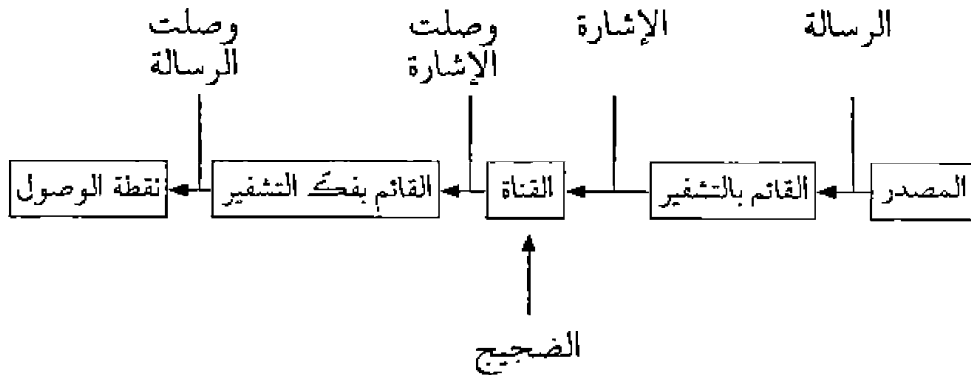 الرسالة
الإشارة
وصلت
الإشارة
وصلت
الرسالة
المصدر
القائم بالتشفير
القناة
القائم بفكّ التشفير
نقطة الوصول
الضجيج